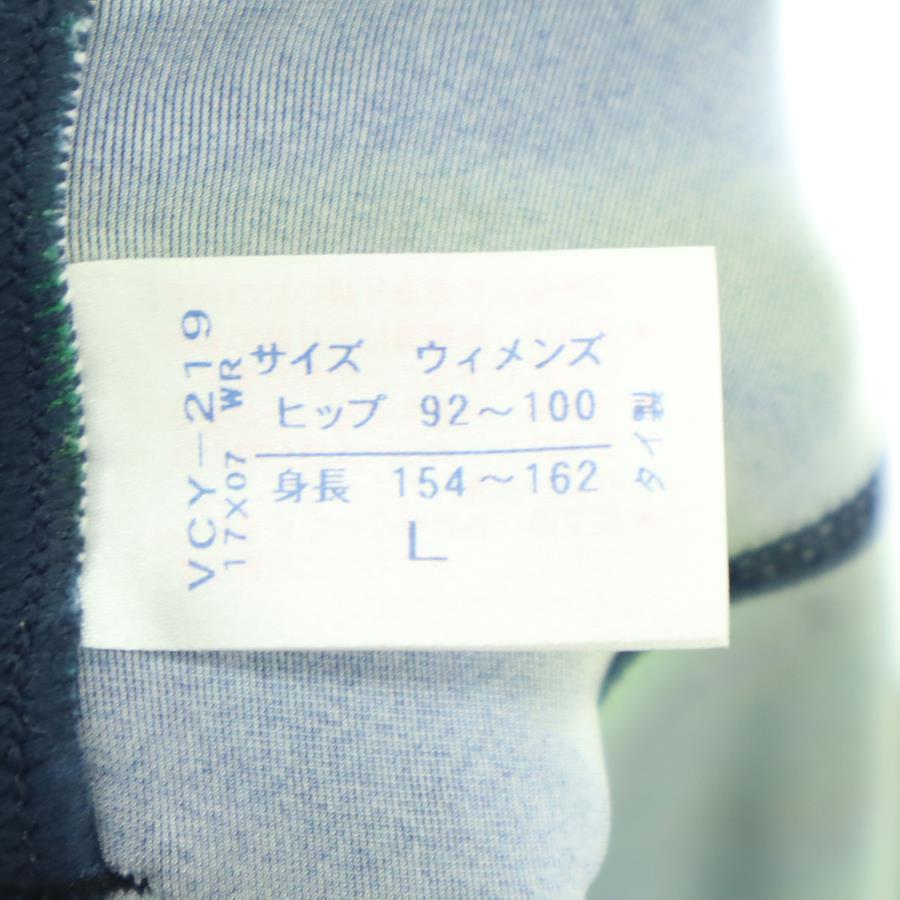 サイズ ウィメンズ
ヒップ 92～100
身長 154～162
L
VCY-219
17X07 WR
タイ製